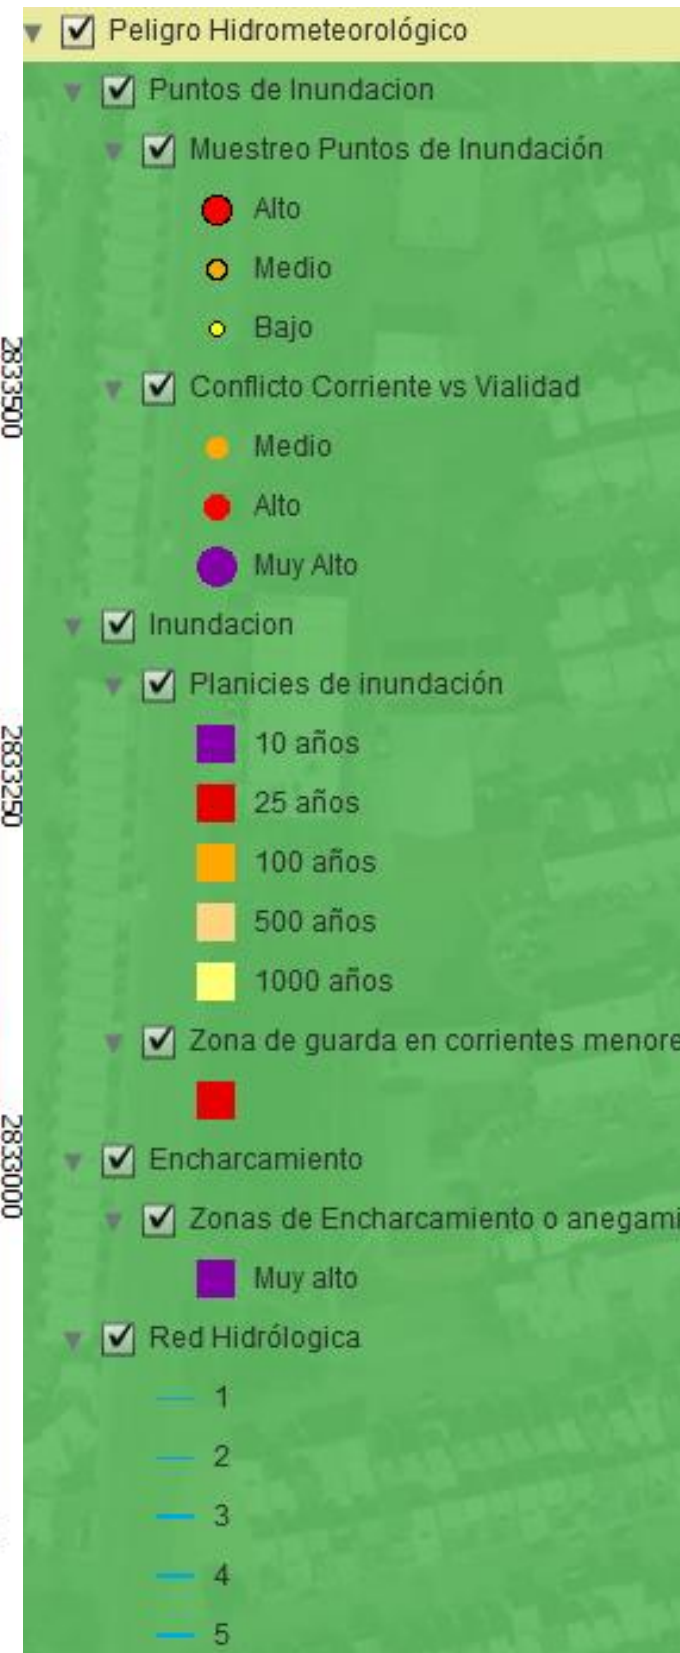 Peligro Hidrometeorológico
Puntos de Inundacion
Muestreo Puntos de Inundación
Alto
Medio
Bajo
2833500
Conflicto Corriente vs Vialidad
Medio
Alto
Muy Alto
Inundacion
Planicies de inundación
10 años
2833250
25 años
100 años
500 años
1000 años
Zona de guarda en corrientes menore
2833000
Encharcamiento
Zonas de Encharcamiento o anegami
Muy alto
Red Hidrólogica
1
2
3
4
5